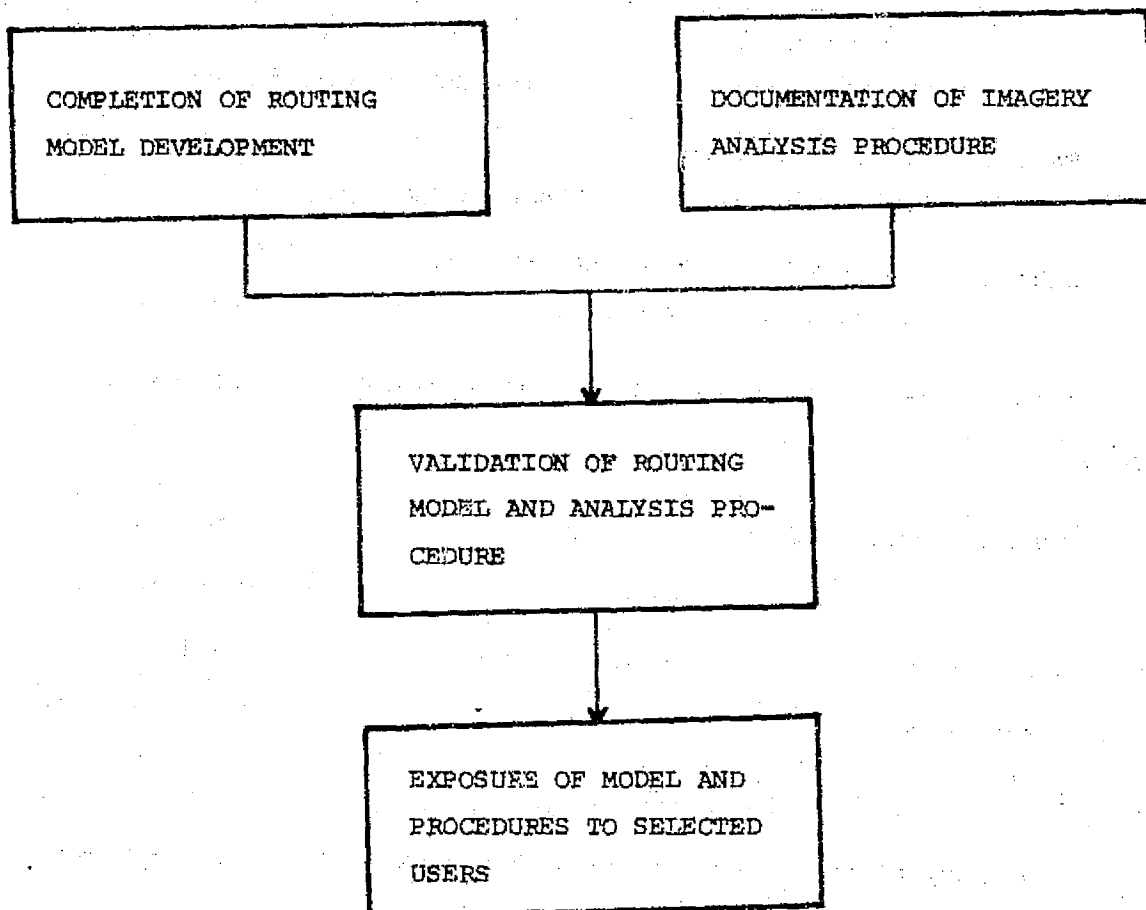 COMPLETION OF ROUTING
MODEL DEVELOPMENT
DOCUMENTATION OF IMAGERY
ANALYSIS PROCEDURE
VALIDATION OF ROUTING
MODEL AND ANALYSIS PRO-
CEDURE
EXPOSURE OF MODEL AND
PROCEDURES TO SELECTED
USERS